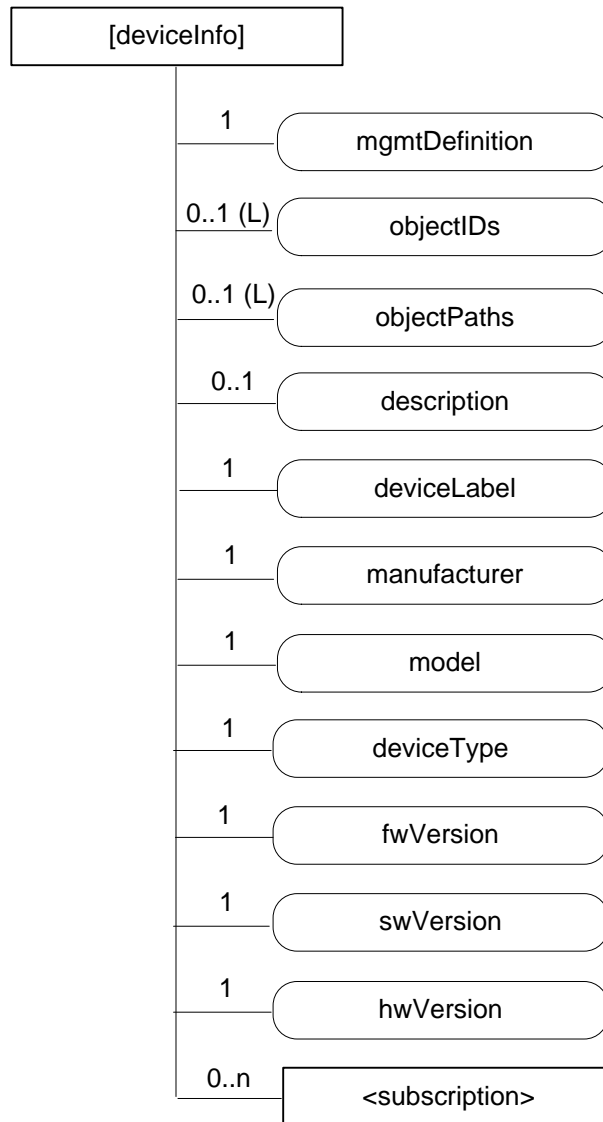 [deviceInfo]
1
mgmtDefinition
0..1 (L)
objectIDs
0..1 (L)
objectPaths
0..1
description
1
deviceLabel
1
manufacturer
1
model
1
deviceType
1
fwVersion
1
swVersion
1
hwVersion
0..n
<subscription>